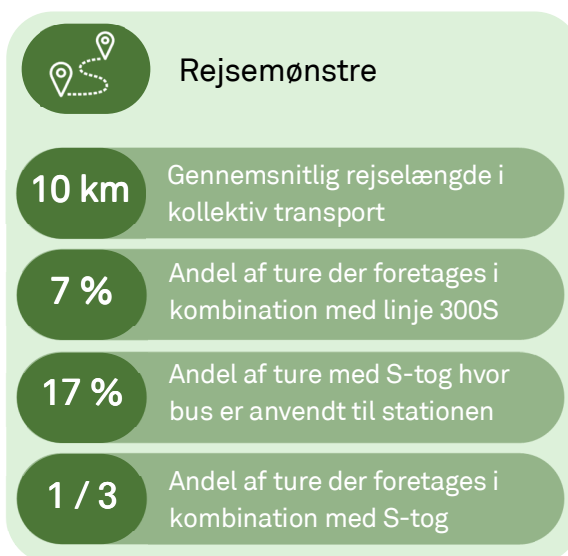 Rejsemønstre
10 km
Gennemsnitlig rejselængde i
kollektiv transport
7 %
Andel af ture der foretages i
kombination med linje 300S
17 %
Andel af ture med S-tog hvor
bus er anvendt til stationen
1 / 3
Andel af ture der foretages i
kombination med S-tog